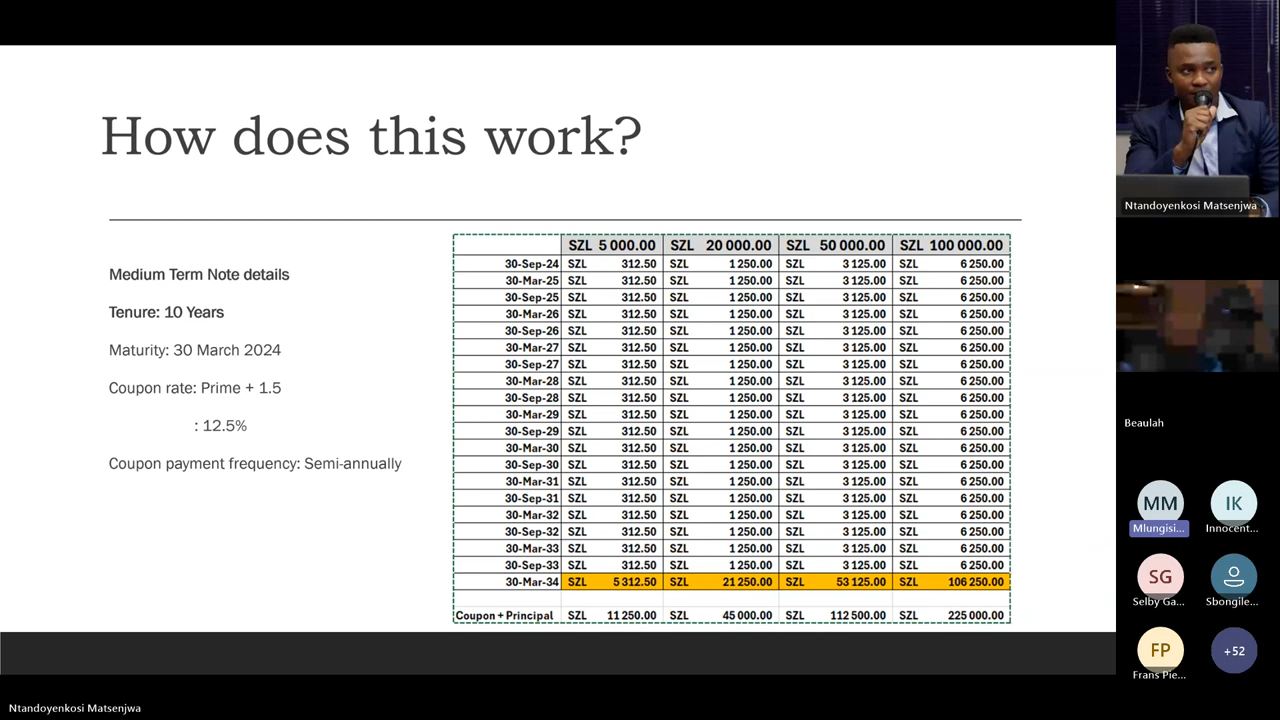 How does this work?
Medium Term Note details
Tenure: 10 Years
Maturity: 30 March 2024
Coupon rate: Prime + 1.5
: 12.5%
Coupon payment frequency: Semi-annually
SZL 5 000.00 SZL 20 000.00 SZL 50 000.00 SZL 100 000.00
30-Sep-24 SZL 312.50 SZL 1 250.00 SZL 3 125.00 SZL 6 250.00
30-Mar-25 SZL 312.50 SZL 1 250.00 SZL 3 125.00 SZL 6 250.00
30-Sep-25 SZL 312.50 SZL 1 250.00 SZL 3 125.00 SZL 6 250.00
30-Mar-26 SZL 312.50 SZL 1 250.00 SZL 3 125.00 SZL 6 250.00
30-Sep-26 SZL 312.50 SZL 1 250.00 SZL 3 125.00 SZL 6 250.00
30-Mar-27 SZL 312.50 SZL 1 250.00 SZL 3 125.00 SZL 6 250.00
30-Sep-27 SZL 312.50 SZL 1 250.00 SZL 3 125.00 SZL 6 250.00
30-Mar-28 SZL 312.50 SZL 1 250.00 SZL 3 125.00 SZL 6 250.00
30-Sep-28 SZL 312.50 SZL 1 250.00 SZL 3 125.00 SZL 6 250.00
30-Mar-29 SZL 312.50 SZL 1 250.00 SZL 3 125.00 SZL 6 250.00
30-Sep-29 SZL 312.50 SZL 1 250.00 SZL 3 125.00 SZL 6 250.00
30-Mar-30 SZL 312.50 SZL 1 250.00 SZL 3 125.00 SZL 6 250.00
30-Sep-30 SZL 312.50 SZL 1 250.00 SZL 3 125.00 SZL 6 250.00
30-Mar-31 SZL 312.50 SZL 1 250.00 SZL 3 125.00 SZL 6 250.00
30-Sep-31 SZL 312.50 SZL 1 250.00 SZL 3 125.00 SZL 6 250.00
30-Mar-32 SZL 312.50 SZL 1 250.00 SZL 3 125.00 SZL 6 250.00
30-Sep-32 SZL 312.50 SZL 1 250.00 SZL 3 125.00 SZL 6 250.00
30-Mar-33 SZL 312.50 SZL 1 250.00 SZL 3 125.00 SZL 6 250.00
30-Sep-33 SZL 312.50 SZL 1 250.00 SZL 3 125.00 SZL 6 250.00
30-Mar-34 SZL 5 312.50 SZL 21 250.00 SZL 53 125.00 SZL 106 250.00
Coupon + Principal SZL 11 250.00 SZL 45 000.00 SZL 112 500.00 SZL 225 000.00
Ntandoyenkosi Matsenjwa
Beaulah
MM IK
Mlungisi... Innocent...
SG
Selby Ga... Sbongile...
FP +52
Frans Pie...
Ntandoyenkosi Matsenjwa